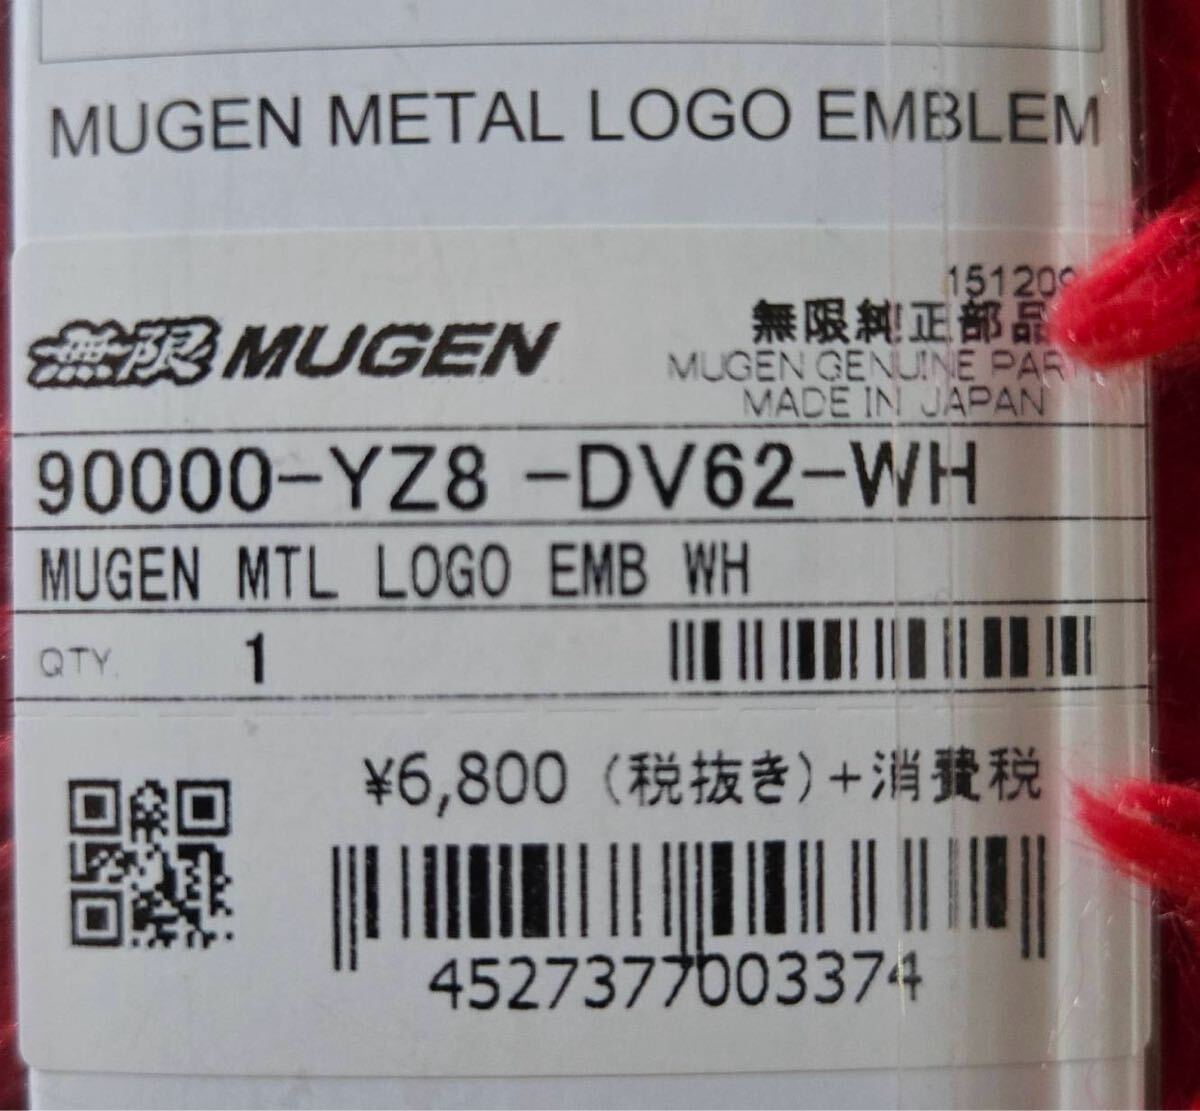 MUGEN METAL LOGO EMBLEM
無限 MUGEN
151209
無限純正部品
MUGEN GENUINE PAR
MADE IN JAPAN
90000-YZ8 -DV62-WH
MUGEN MTL LOGO EMB WH
QTY. 1
¥6,800 (税抜き)+消費税
4527377003374